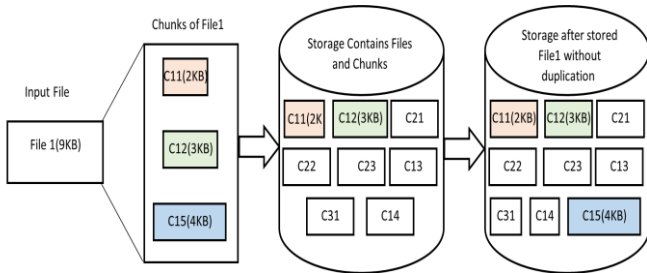 Chunks of File1
Input File
File 1(9KB)
C11(2KB)
C12(3KB)
C15(4KB)
Storage Contains Files
and Chunks
C11(2K
C12(3KB)
C21
C22
C23
C13
C31
C14
Storage after stored
File1 without
duplication
C11(2KB)
C12(3KB)
C21
C22
C23
C13
C31
C14
C15(4KB)